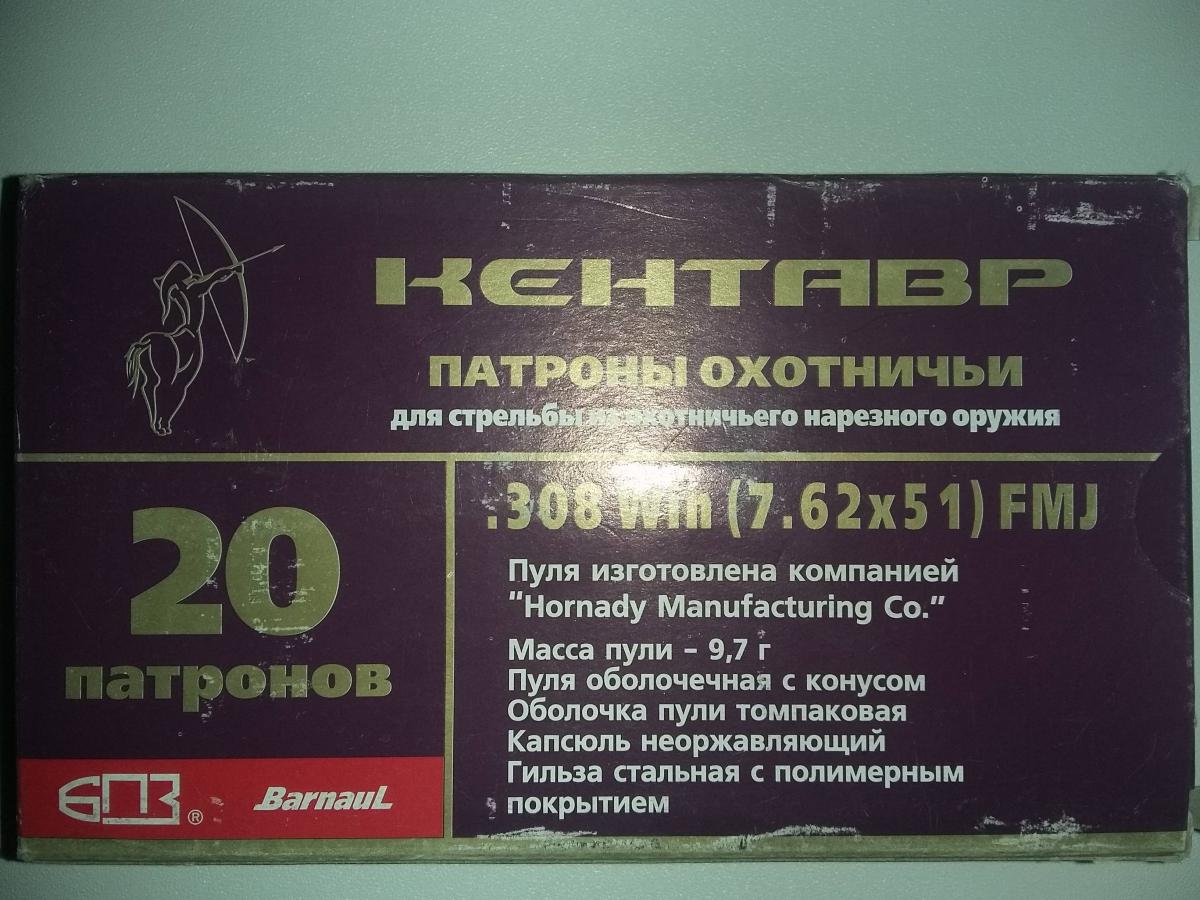 КЕНТАВР
ПАТРОНЫ ОХОТНИЧЬИ
для стрельбы из охотничьего нарезного оружия
20
патронов
.308 Win (7.62x51) FMJ
Пуля изготовлена компанией
"Hornady Manufacturing Co."
Масса пули – 9,7 г
Пуля оболочечная с конусом
Оболочка пули томпаковая
Капсюль неоржавляющий
Гильза стальная с полимерным
покрытием
БПЗ ® Barnaul